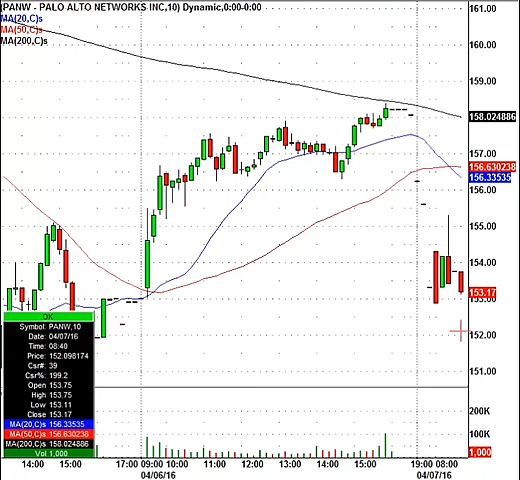 (PANW - PALO ALTO NETWORKS INC,10) Dynamic,0:00-0:00
MA(20,C)s
MA(50,C)s
MA(200,C)s
161.00
160.00
159.00
158.024886
157.00
156.630238
156.33535
156.00
155.00
154.00
153.17
153.00
152.00
151.00
200K
100K
1,000
OK
Symbol: PANW,10
Date: 04/07/16
Time: 08:40
Price: 152.098174
Csr#: 39
Csr%: 199.2
Open 153.75
High 153.75
Low 153.11
Close 153.17
MA(20,C)s 156.33535
MA(50,C)s 156.630238
MA(200,C)s 158.024886
Vol 1,000
14:00 15:00 17:00 09:00 10:00 11:00 12:00 13:00 14:00 15:00 19:00 08:00
04/06/16 04/07/16